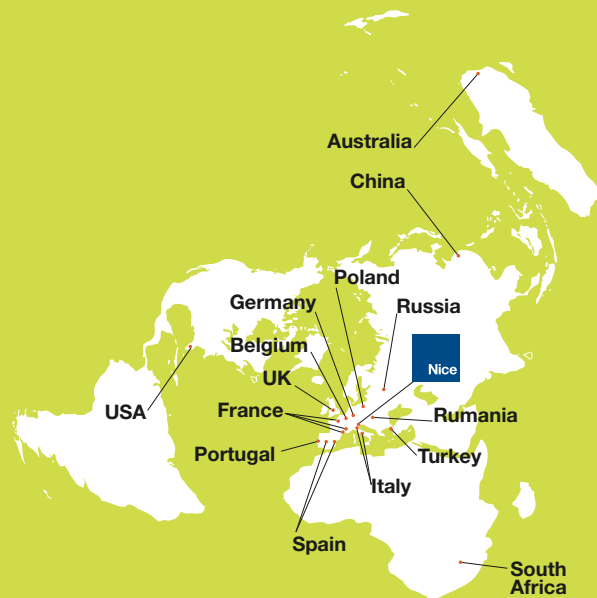 Australia
China
Poland
Germany
Russia
Belgium
Nice
UK
France
USA
Rumania
Portugal
Turkey
Italy
Spain
South
Africa